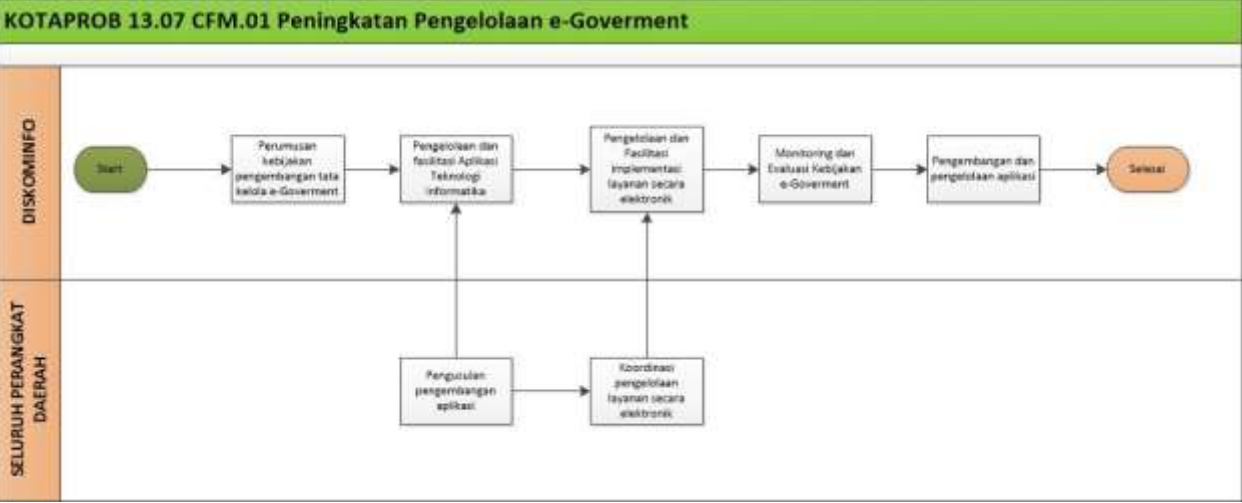 KOTAPROB 13.07 CFM.01 Peningkatan Pengelolaan e-Goverment
DISKOMINFO
Start
Perumusan
kebijakan
pengembangan tata
kelola e-Goverment
Pengelolaan dan
fasilitasi Aplikasi
Teknologi
Informatika
Pengelolaan dan
Fasilitasi
implementasi
layanan secara
elektronik
Monitoring dan
Evaluasi Kebijakan
e-Goverment
Pengembangan dan
pengelolaan aplikasi
Selesai
SELURUH PERANGKAT
DAERAH
Pengusulan
pengembangan
aplikasi
Koordinasi
pengelolaan
layanan secara
elektronik